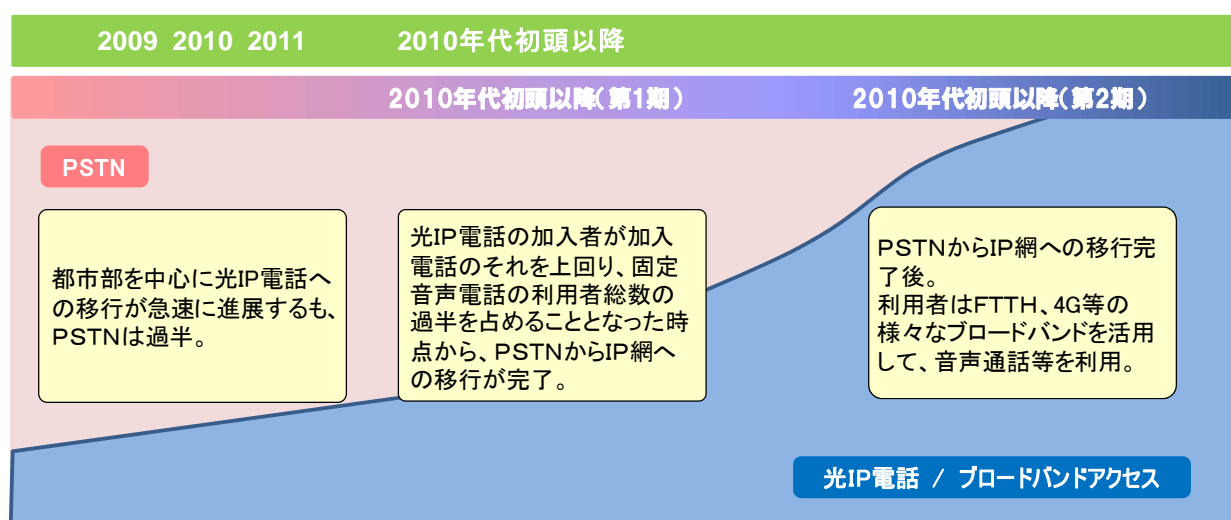 2009 2010 2011 2010年代初頭以降
2010年代初頭以降(第1期) 2010年代初頭以降(第2期)
PSTN
都市部を中心に光IP電話へ
の移行が急速に進展するも、
PSTNは過半。
光IP電話の加入者が加入
電話のそれを上回り、固定
音声電話の利用者総数の
過半を占めることとなった時
点から、PSTNからIP網へ
の移行が完了。
PSTNからIP網への移行完
了後。
利用者はFTTH、4G等の
様々なブロードバンドを活用
して、音声通話等を利用。
光IP電話 / ブロードバンドアクセス